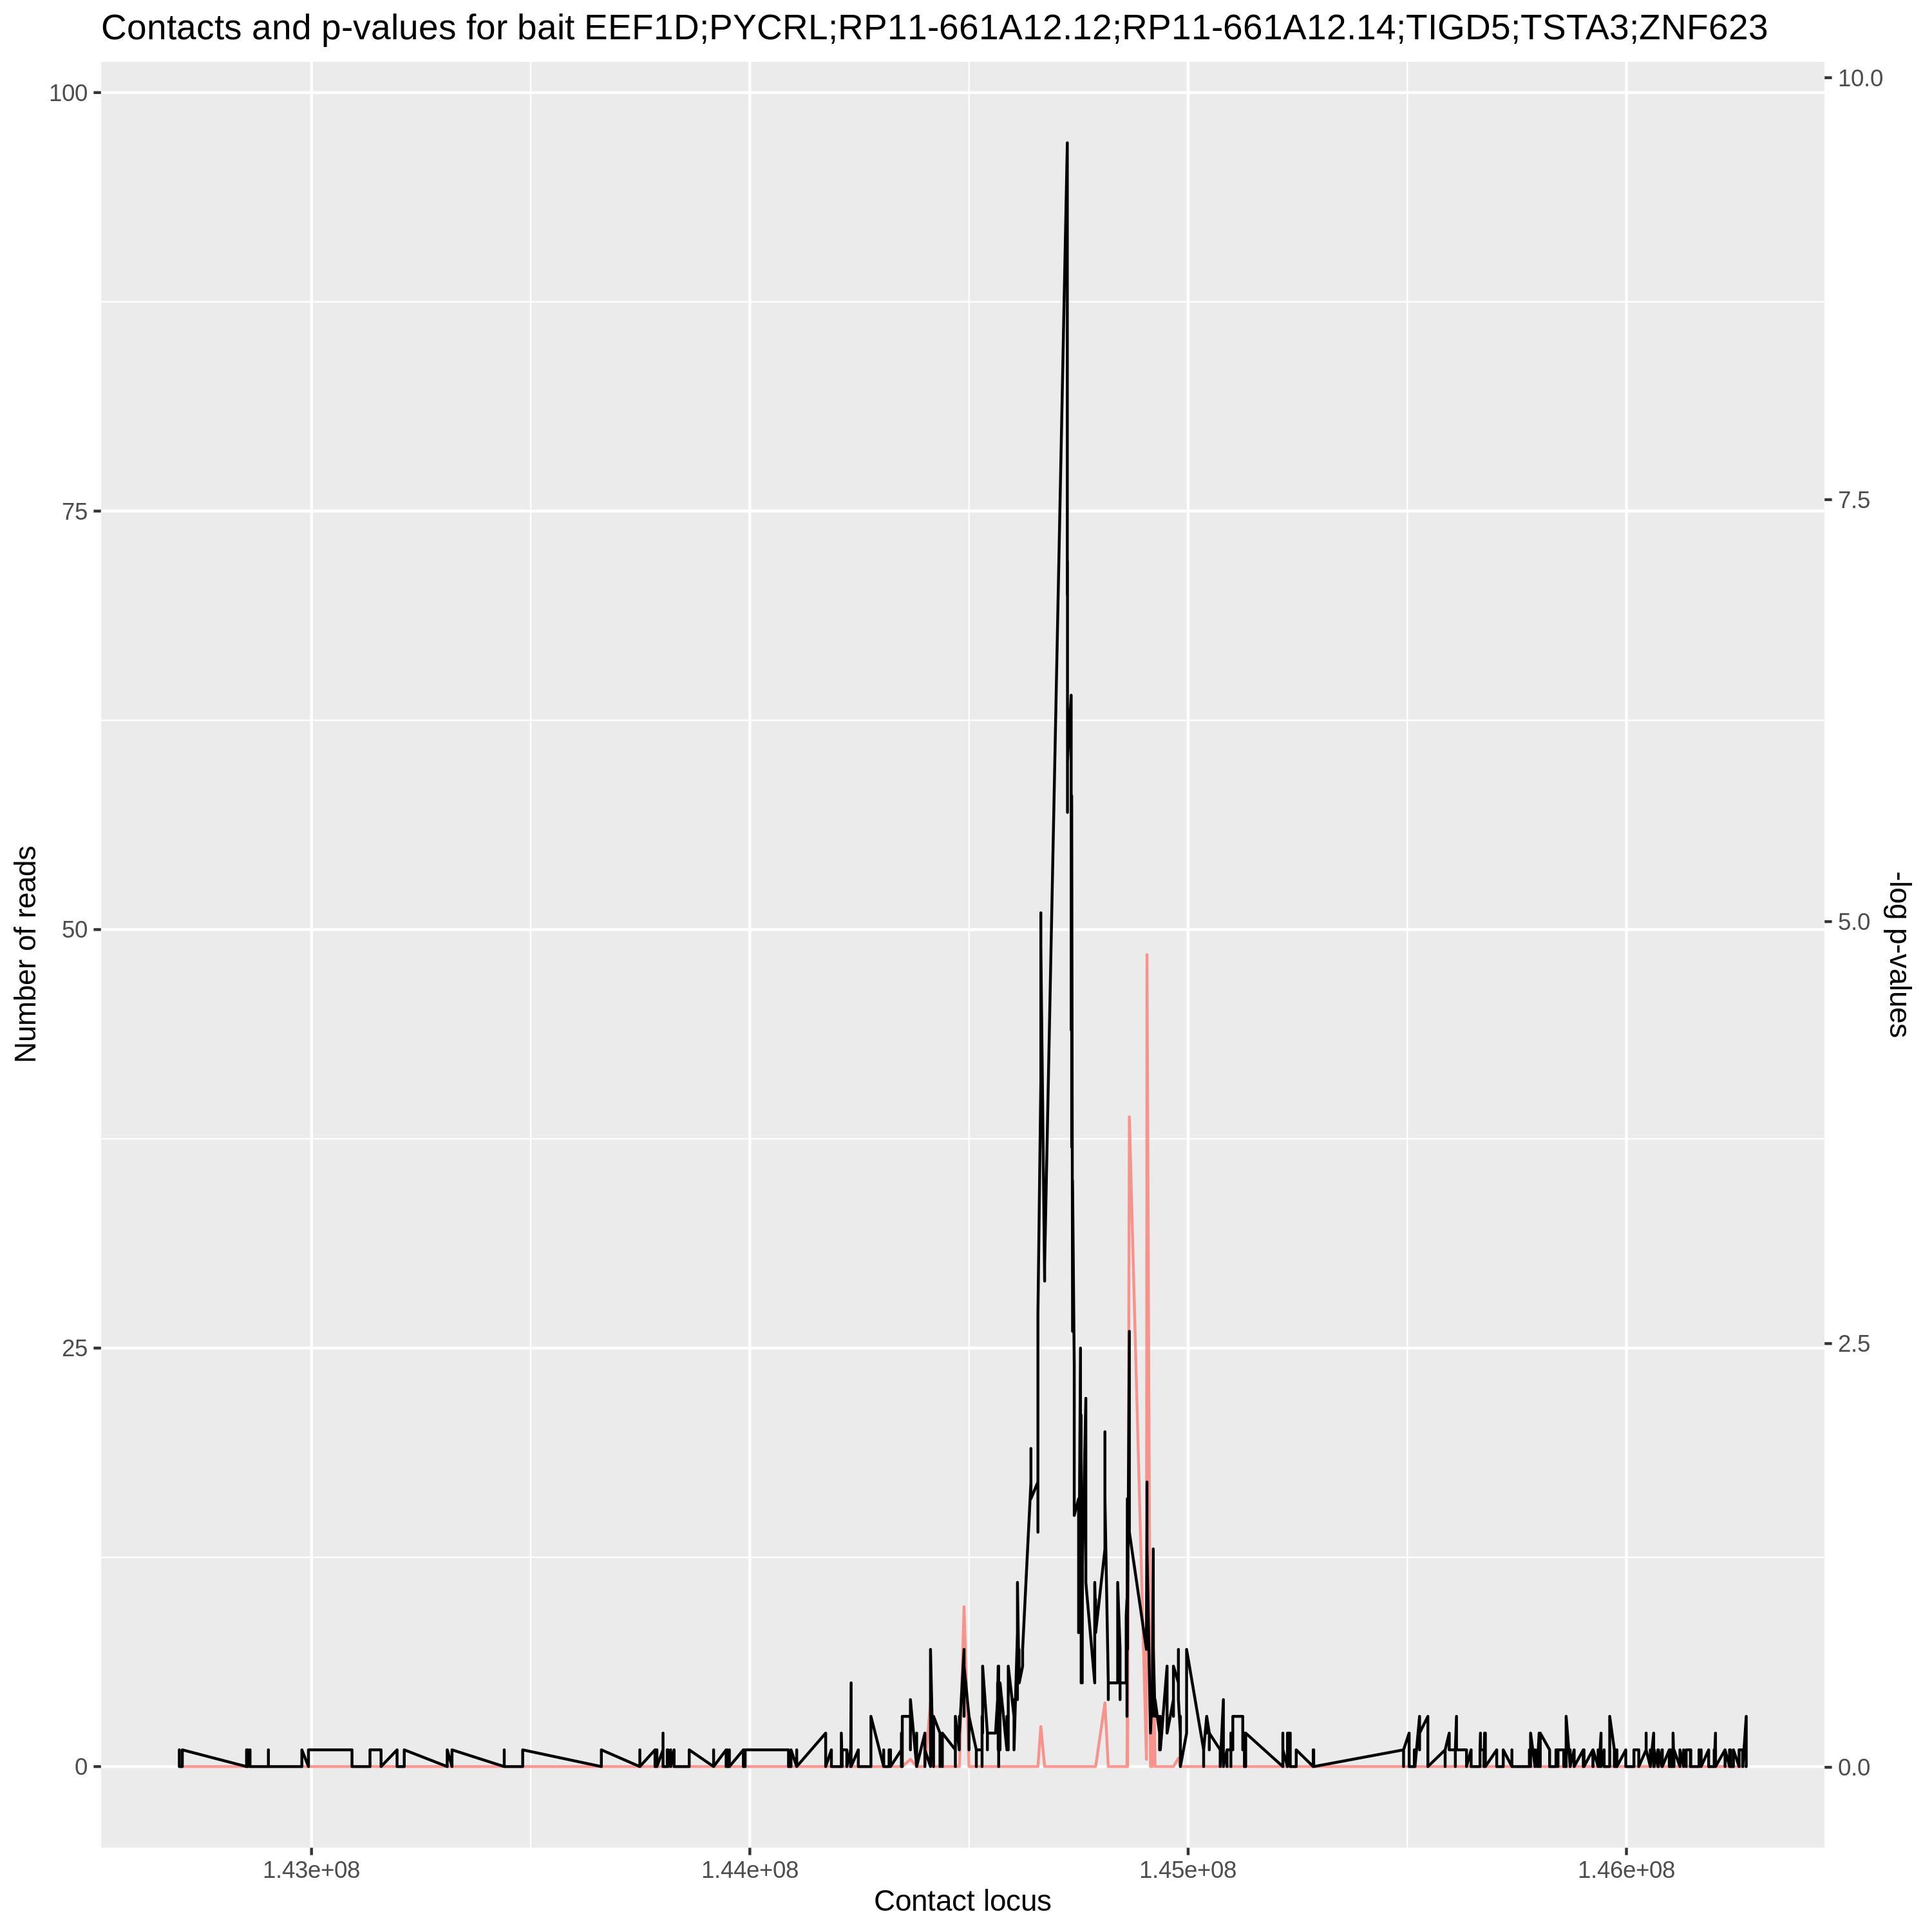 Contacts and p-values for bait EEF1D;PYCRL;RP11-661A12.12;RP11-661A12.14;TIGD5;TSTA3;ZNF623
100
75
50
25
0
Number of reads
10.0
7.5
5.0
2.5
0.0
-log p-values
1.43e+08
1.44e+08
1.45e+08
1.46e+08
Contact locus